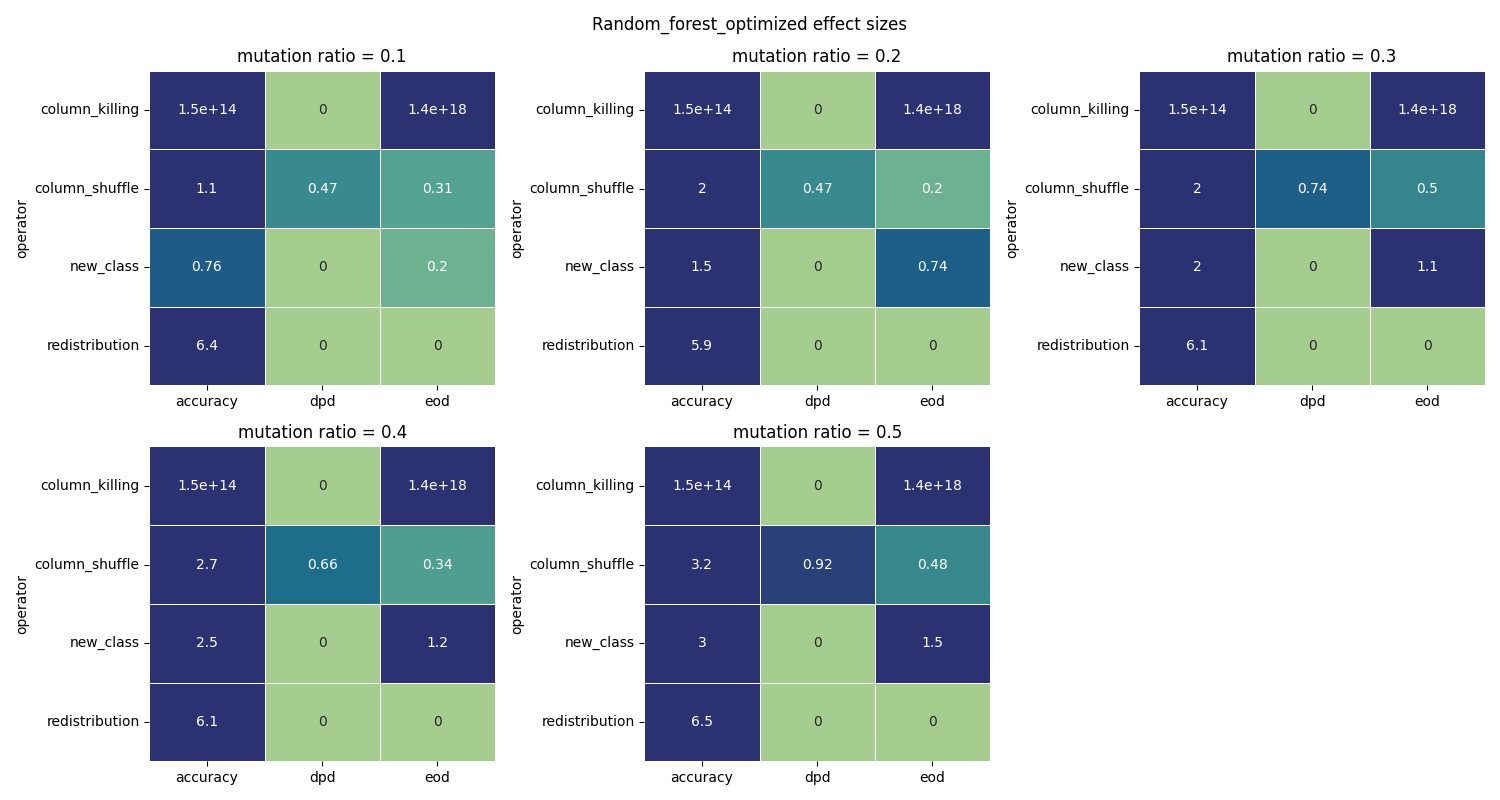 Random_forest_optimized effect sizes
mutation ratio = 0.1
operator
column_killing 1.5e+14 0 1.4e+18
column_shuffle 1.1 0.47 0.31
new_class 0.76 0 0.2
redistribution 6.4 0 0
accuracy dpd eod
mutation ratio = 0.2
operator
column_killing 1.5e+14 0 1.4e+18
column_shuffle 2 0.47 0.2
new_class 1.5 0 0.74
redistribution 5.9 0 0
accuracy dpd eod
mutation ratio = 0.3
operator
column_killing 1.5e+14 0 1.4e+18
column_shuffle 2 0.74 0.5
new_class 2 0 1.1
redistribution 6.1 0 0
accuracy dpd eod
mutation ratio = 0.4
operator
column_killing 1.5e+14 0 1.4e+18
column_shuffle 2.7 0.66 0.34
new_class 2.5 0 1.2
redistribution 6.1 0 0
accuracy dpd eod
mutation ratio = 0.5
operator
column_killing 1.5e+14 0 1.4e+18
column_shuffle 3.2 0.92 0.48
new_class 3 0 1.5
redistribution 6.5 0 0
accuracy dpd eod